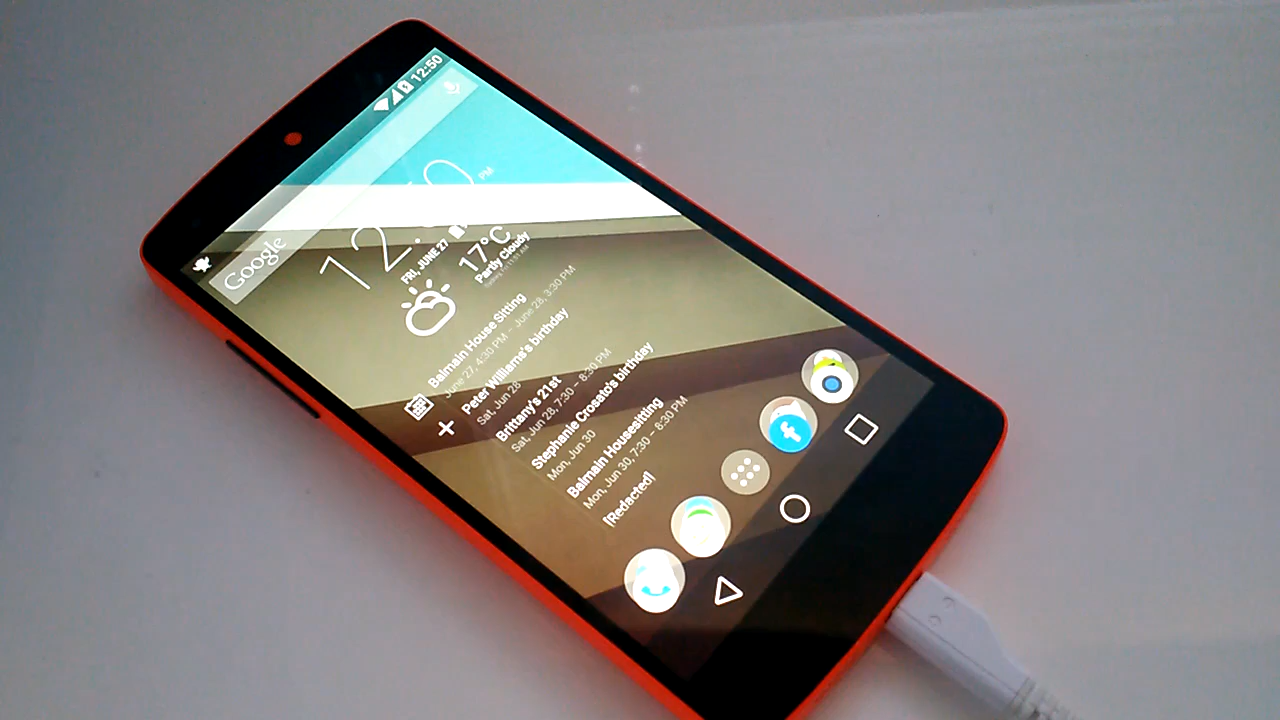 12:50
Google
PM
FRI, JUNE 27
17°C
Partly Cloudy
Balmain House Sitting
June 27, 4:30 PM – June 28, 3:30 PM
Peter Williams's birthday
Sat, Jun 28
Brittany's 21st
Sat, Jun 28, 7:30 – 8:30 PM
Stephanie Crosato's birthday
Mon, Jun 30
Balmain Housesitting
Mon, Jun 30, 7:30 – 8:30 PM
[Redacted]
f